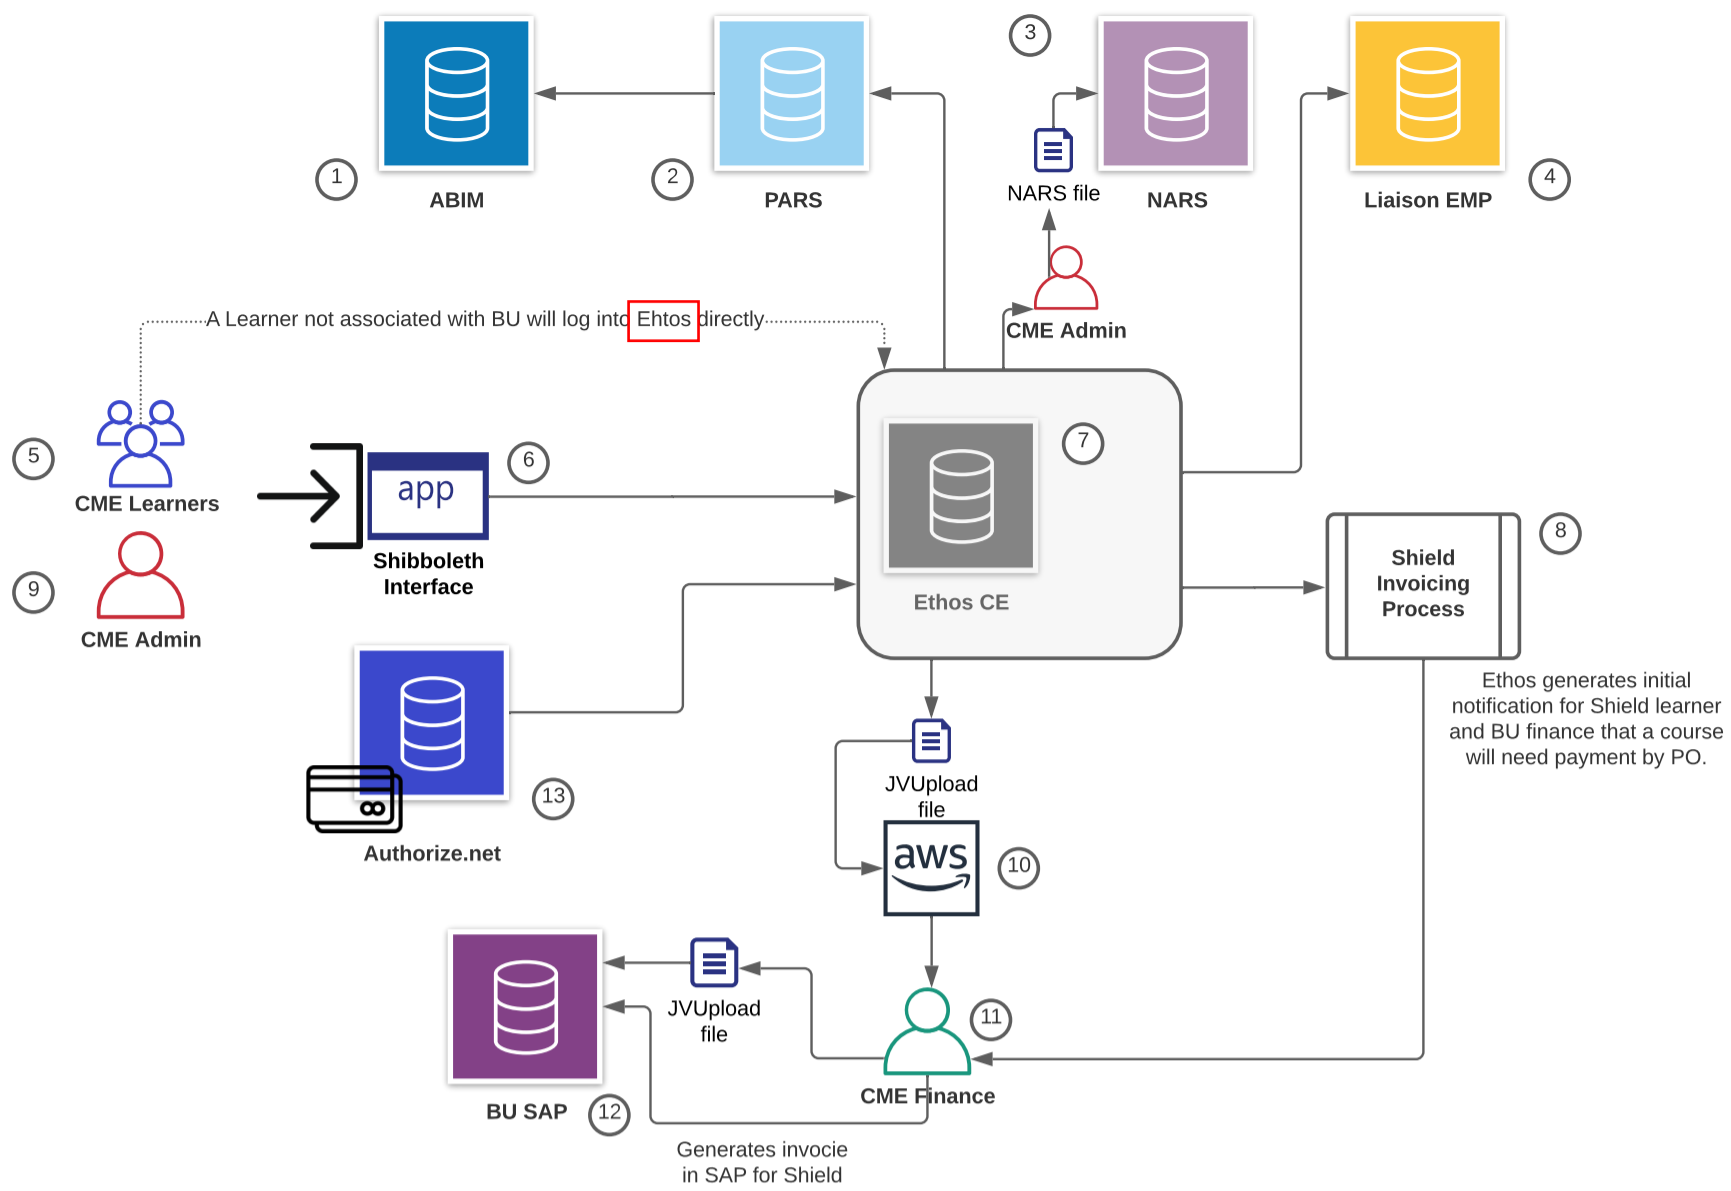 3
1
ABIM
2
PARS
NARS file
NARS
Liaison EMP
4
A Learner not associated with BU will log into Ehtos directly
CME Admin
5
CME Learners
app
6
Shibboleth
Interface
7
Ethos CE
Shield
Invoicing
Process
8
9
CME Admin
Ethos generates initial
notification for Shield learner
and BU finance that a course
will need payment by PO.
13
Authorize.net
JVUpload
file
aws
10
JVUpload
file
11
CME Finance
BU SAP
12
Generates invocie
in SAP for Shield